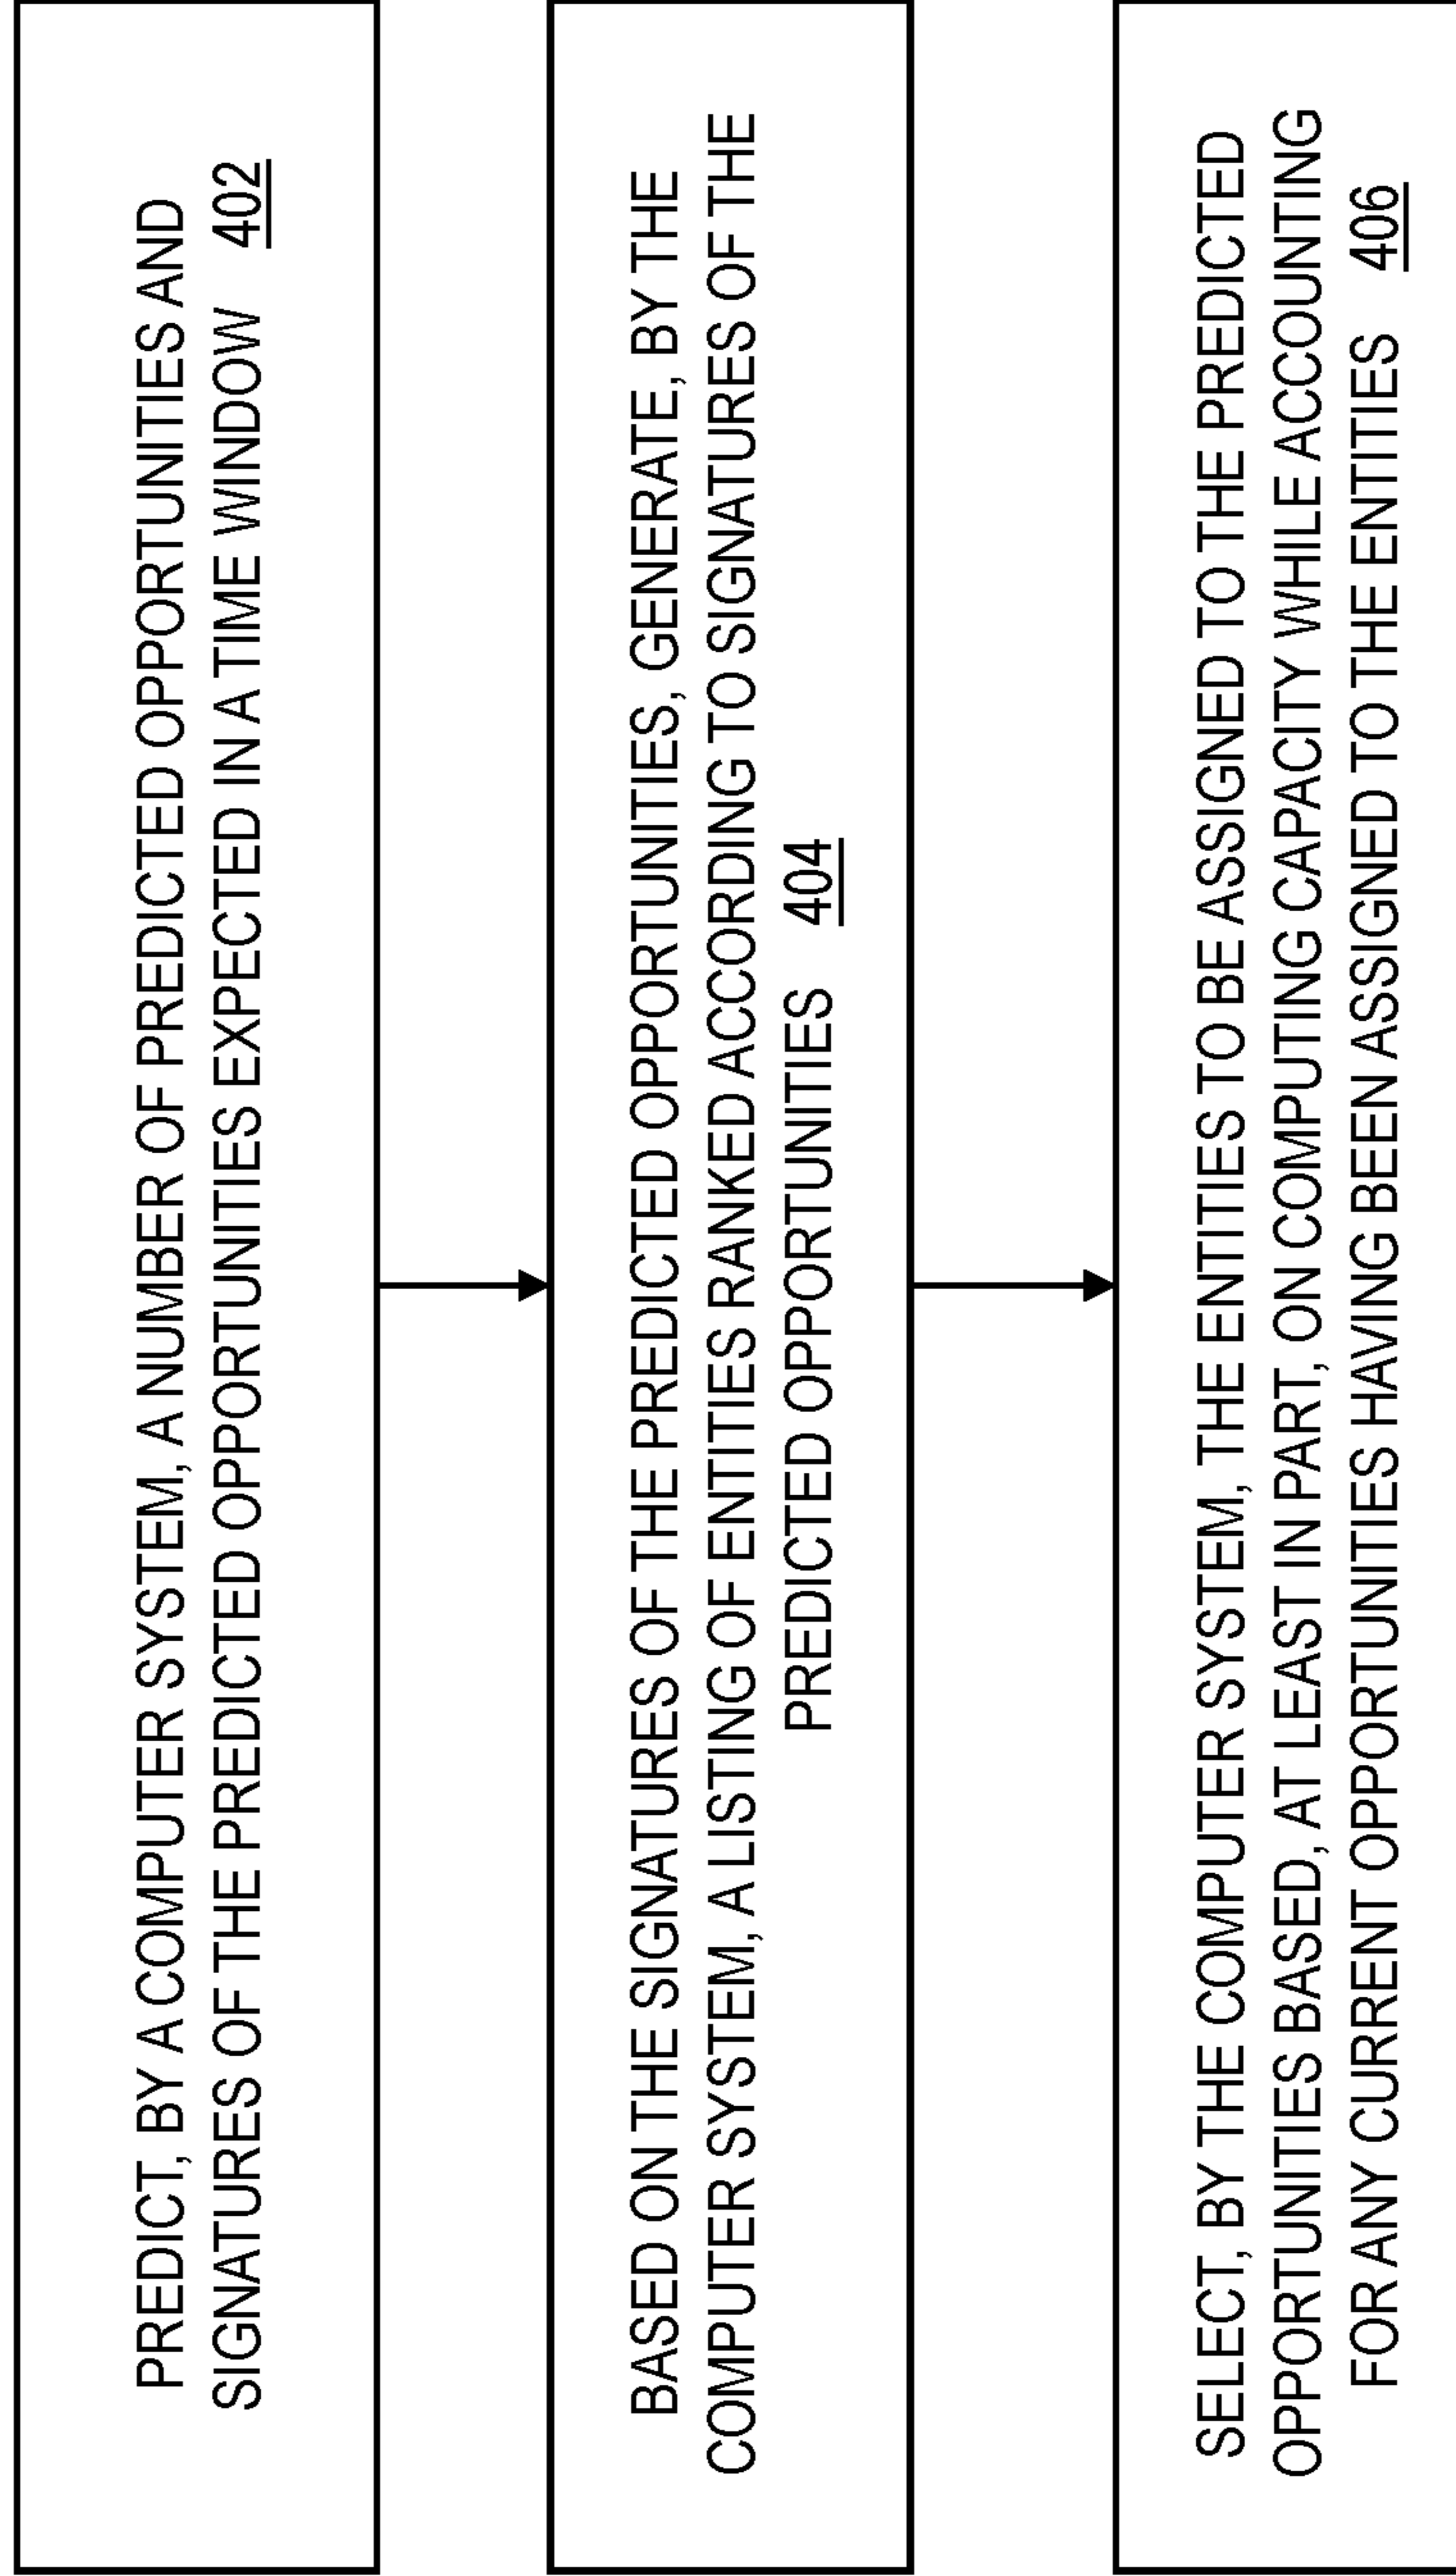 PREDICT, BY A COMPUTER SYSTEM, A NUMBER OF PREDICTED OPPORTUNITIES AND
SIGNATURES OF THE PREDICTED OPPORTUNITIES EXPECTED IN A TIME WINDOW 402
BASED ON THE SIGNATURES OF THE PREDICTED OPPORTUNITIES, GENERATE, BY THE
COMPUTER SYSTEM, A LISTING OF ENTITIES RANKED ACCORDING TO SIGNATURES OF THE
PREDICTED OPPORTUNITIES 404
SELECT, BY THE COMPUTER SYSTEM, THE ENTITIES TO BE ASSIGNED TO THE PREDICTED
OPPORTUNITIES BASED, AT LEAST IN PART, ON COMPUTING CAPACITY WHILE ACCOUNTING
FOR ANY CURRENT OPPORTUNITIES HAVING BEEN ASSIGNED TO THE ENTITIES 406